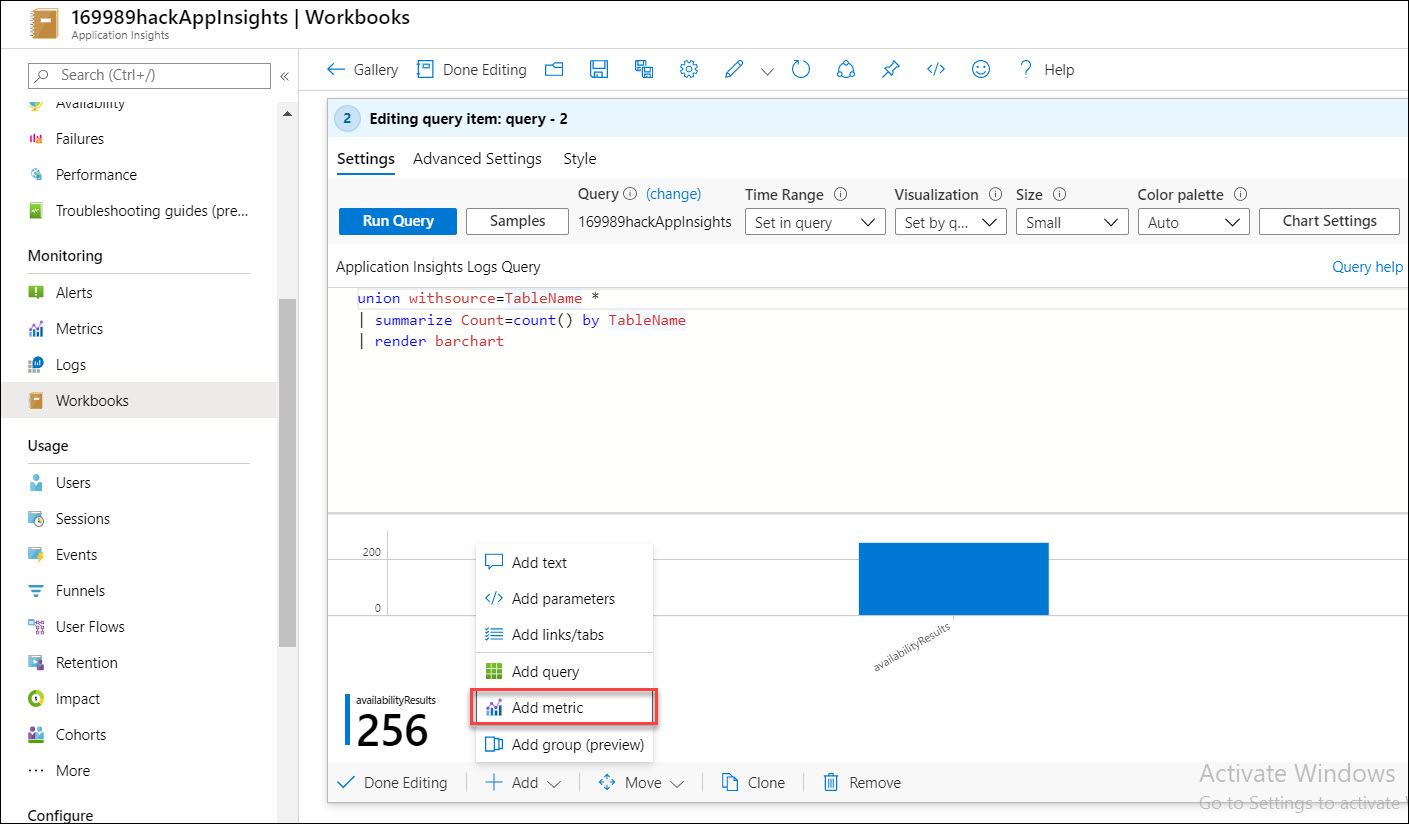 169989hackAppInsights | Workbooks
Application Insights
Search (Ctrl+/)
«
Availability
Failures
Performance
Troubleshooting guides (pre...
Monitoring
Alerts
Metrics
Logs
Workbooks
Usage
Users
Sessions
Events
Funnels
User Flows
Retention
Impact
Cohorts
More
Configure
Gallery
Done Editing
Help
2 Editing query item: query - 2
Settings Advanced Settings Style
Query (change) Time Range Visualization Size Color palette
Run Query Samples 169989hackAppInsights Set in query Set by q... Small Auto Chart Settings
Application Insights Logs Query Query help
union withsource=TableName *
| summarize Count=count() by TableName
| render barchart
200
0
availabilityResults
availabilityResults
256
Add text
Add parameters
Add links/tabs
Add query
Add metric
Add group (preview)
Done Editing Add Move Clone Remove
Activate Windows
Go to Settings to activate